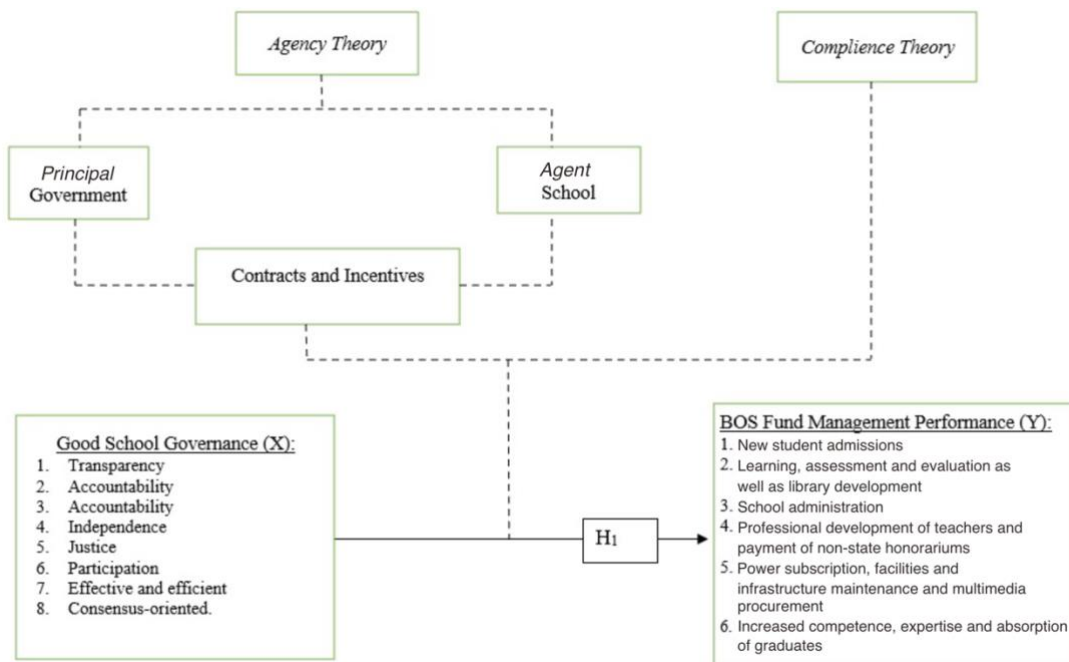 Agency Theory
Complience Theory
Principal
Government
Agent
School
Contracts and Incentives
Good School Governance (X):
1. Transparency
2. Accountability
3. Accountability
4. Independence
5. Justice
6. Participation
7. Effective and efficient
8. Consensus-oriented.
H1
BOS Fund Management Performance (Y):
1. New student admissions
2. Learning, assessment and evaluation as
well as library development
3. School administration
4. Professional development of teachers and
payment of non-state honorariums
5. Power subscription, facilities and
infrastructure maintenance and multimedia
procurement
6. Increased competence, expertise and absorption
of graduates